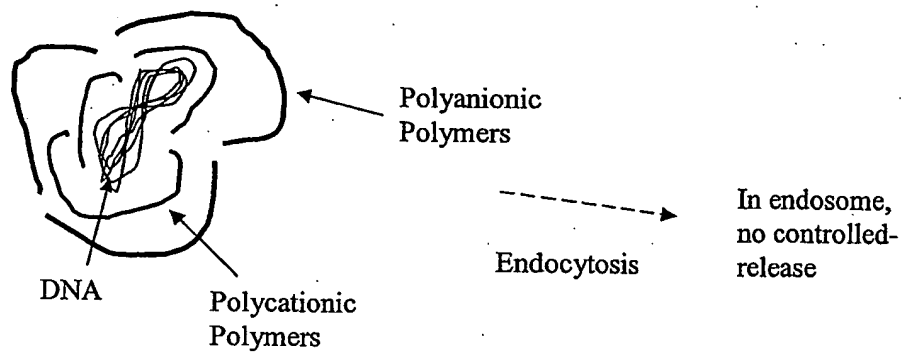 Polyanionic
Polymers
In endosome,
no controlled-
release
Endocytosis
DNA
Polycationic
Polymers